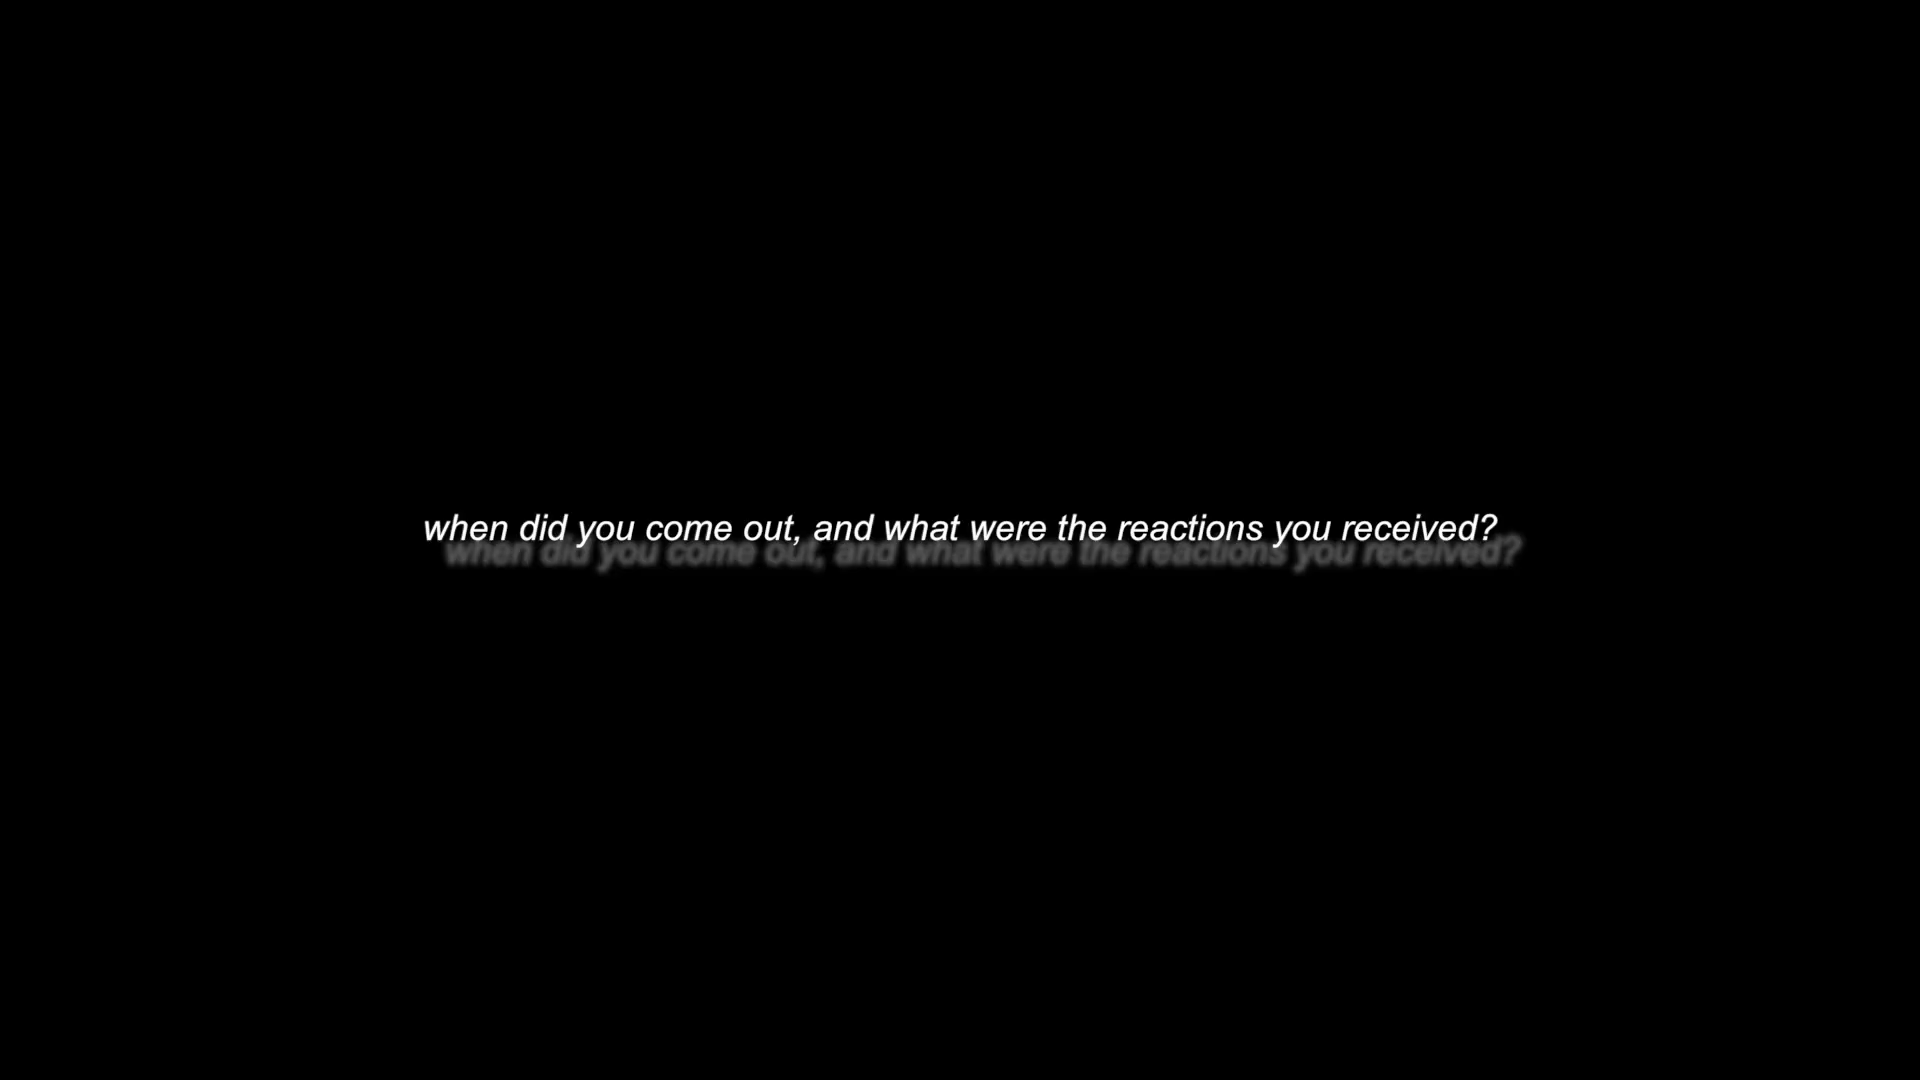 when did you come out, and what were the reactions you received?